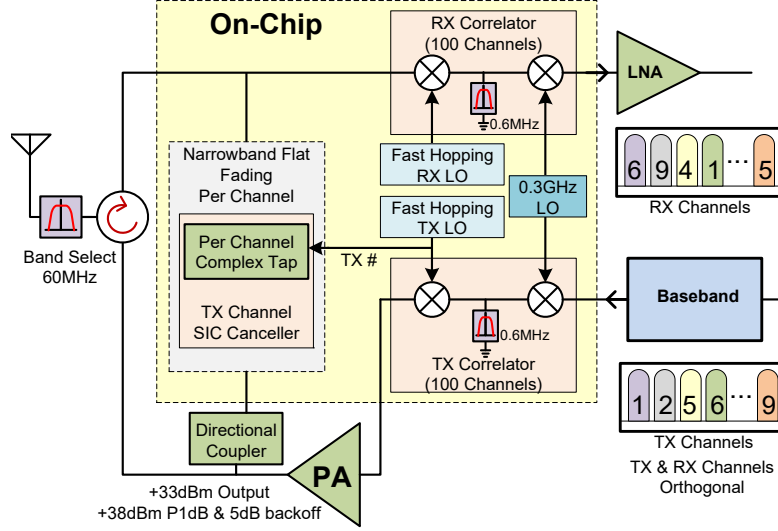 On-Chip
RX Correlator
(100 Channels)
LNA
0.6MHz
Fast Hopping
RX LO
Narrowband Flat
Fading
Per Channel
0.3GHz
LO
6 9 4 1 ... 5
RX Channels
Fast Hopping
TX LO
Band Select
60MHz
Per Channel
Complex Tap
TX #
TX Channel
SIC Canceller
Baseband
0.6MHz
TX Correlator
(100 Channels)
1 2 5 6 ... 9
TX Channels
TX & RX Channels
Orthogonal
Directional
Coupler
PA
+33dBm Output
+38dBm P1dB & 5dB backoff